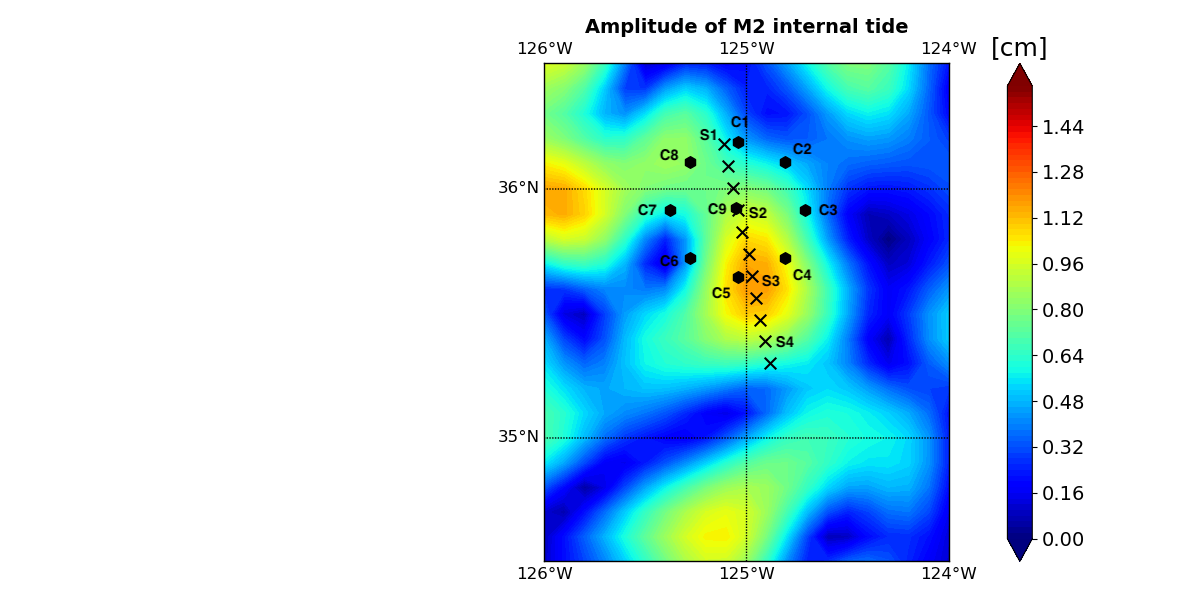 Amplitude of M2 internal tide
126°W 125°W 124°W [cm]
C1
S1
C2
C8
36°N
C7 C9 S2 C3
C6
C4
S3
C5
S4
35°N
126°W 125°W 124°W
1.44
1.28
1.12
0.96
0.80
0.64
0.48
0.32
0.16
0.00